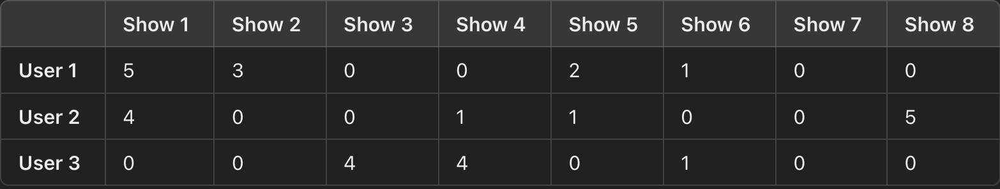 Show 1 Show 2 Show 3 Show 4 Show 5 Show 6 Show 7 Show 8
User 1 5 3 0 0 2 1 0 0
User 2 4 0 0 1 1 0 0 5
User 3 0 0 4 4 0 1 0 0